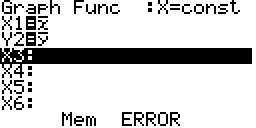 Graph Func :X=const
X1=x̅
Y2=y̅
X3:
X4:
X5:
X6:
Mem ERROR